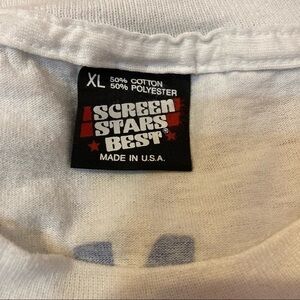 XL 50% COTTON
50% POLYESTER
SCREEN
STARS
BEST®
MADE IN U.S.A.